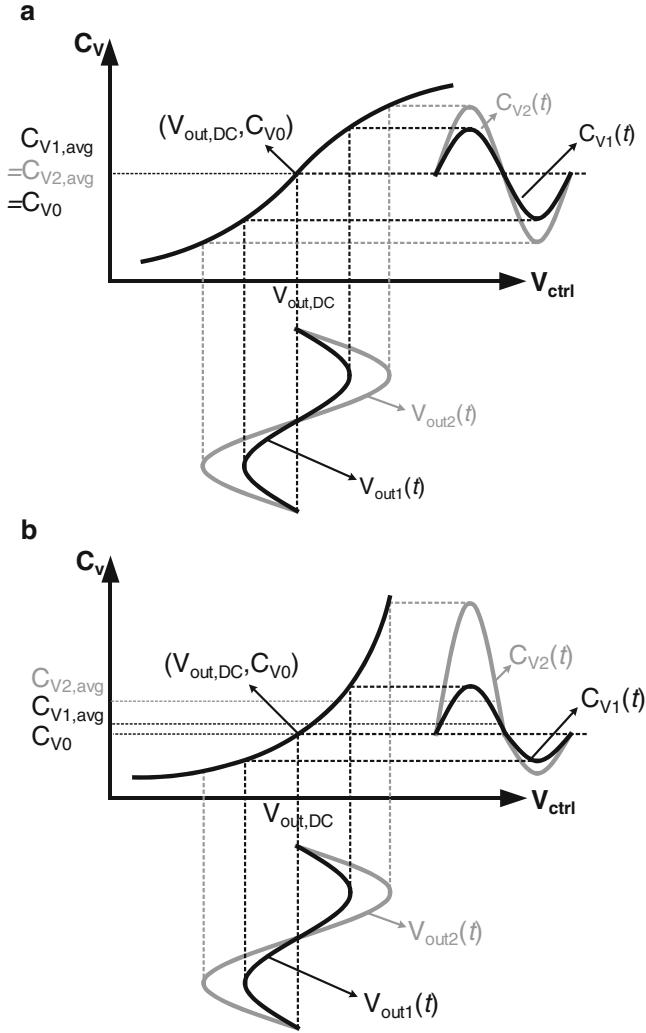 a
C_V
(V_out,DC,C_V0)
C_V2(t)
C_V1(t)
C_V1,avg
=C_V2,avg
=C_V0
V_out,DC
V_ctrl
V_out2(t)
V_out1(t)
b
C_v
(V_out,DC,C_V0)
C_V2(t)
C_V2,avg
C_V1(t)
C_V1,avg
C_V0
V_out,DC
V_ctrl
V_out2(t)
V_out1(t)